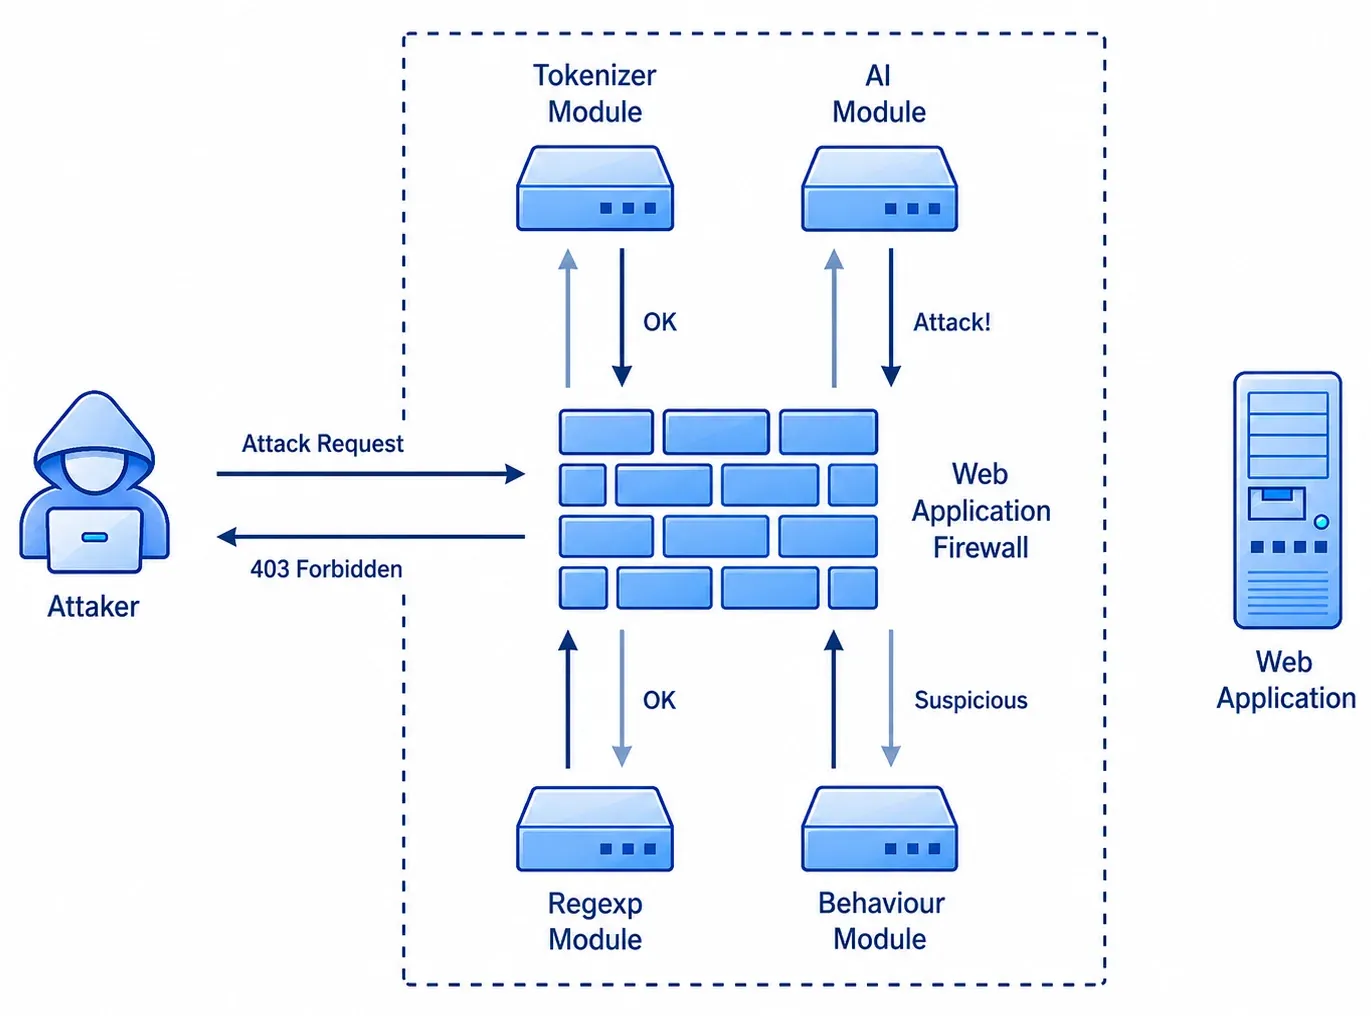 Tokenizer
Module
AI
Module
OK
Attack!
Attack Request
403 Forbidden
Attaker
Web
Application
Firewall
Web
Application
OK
Suspicious
Regexp
Module
Behaviour
Module